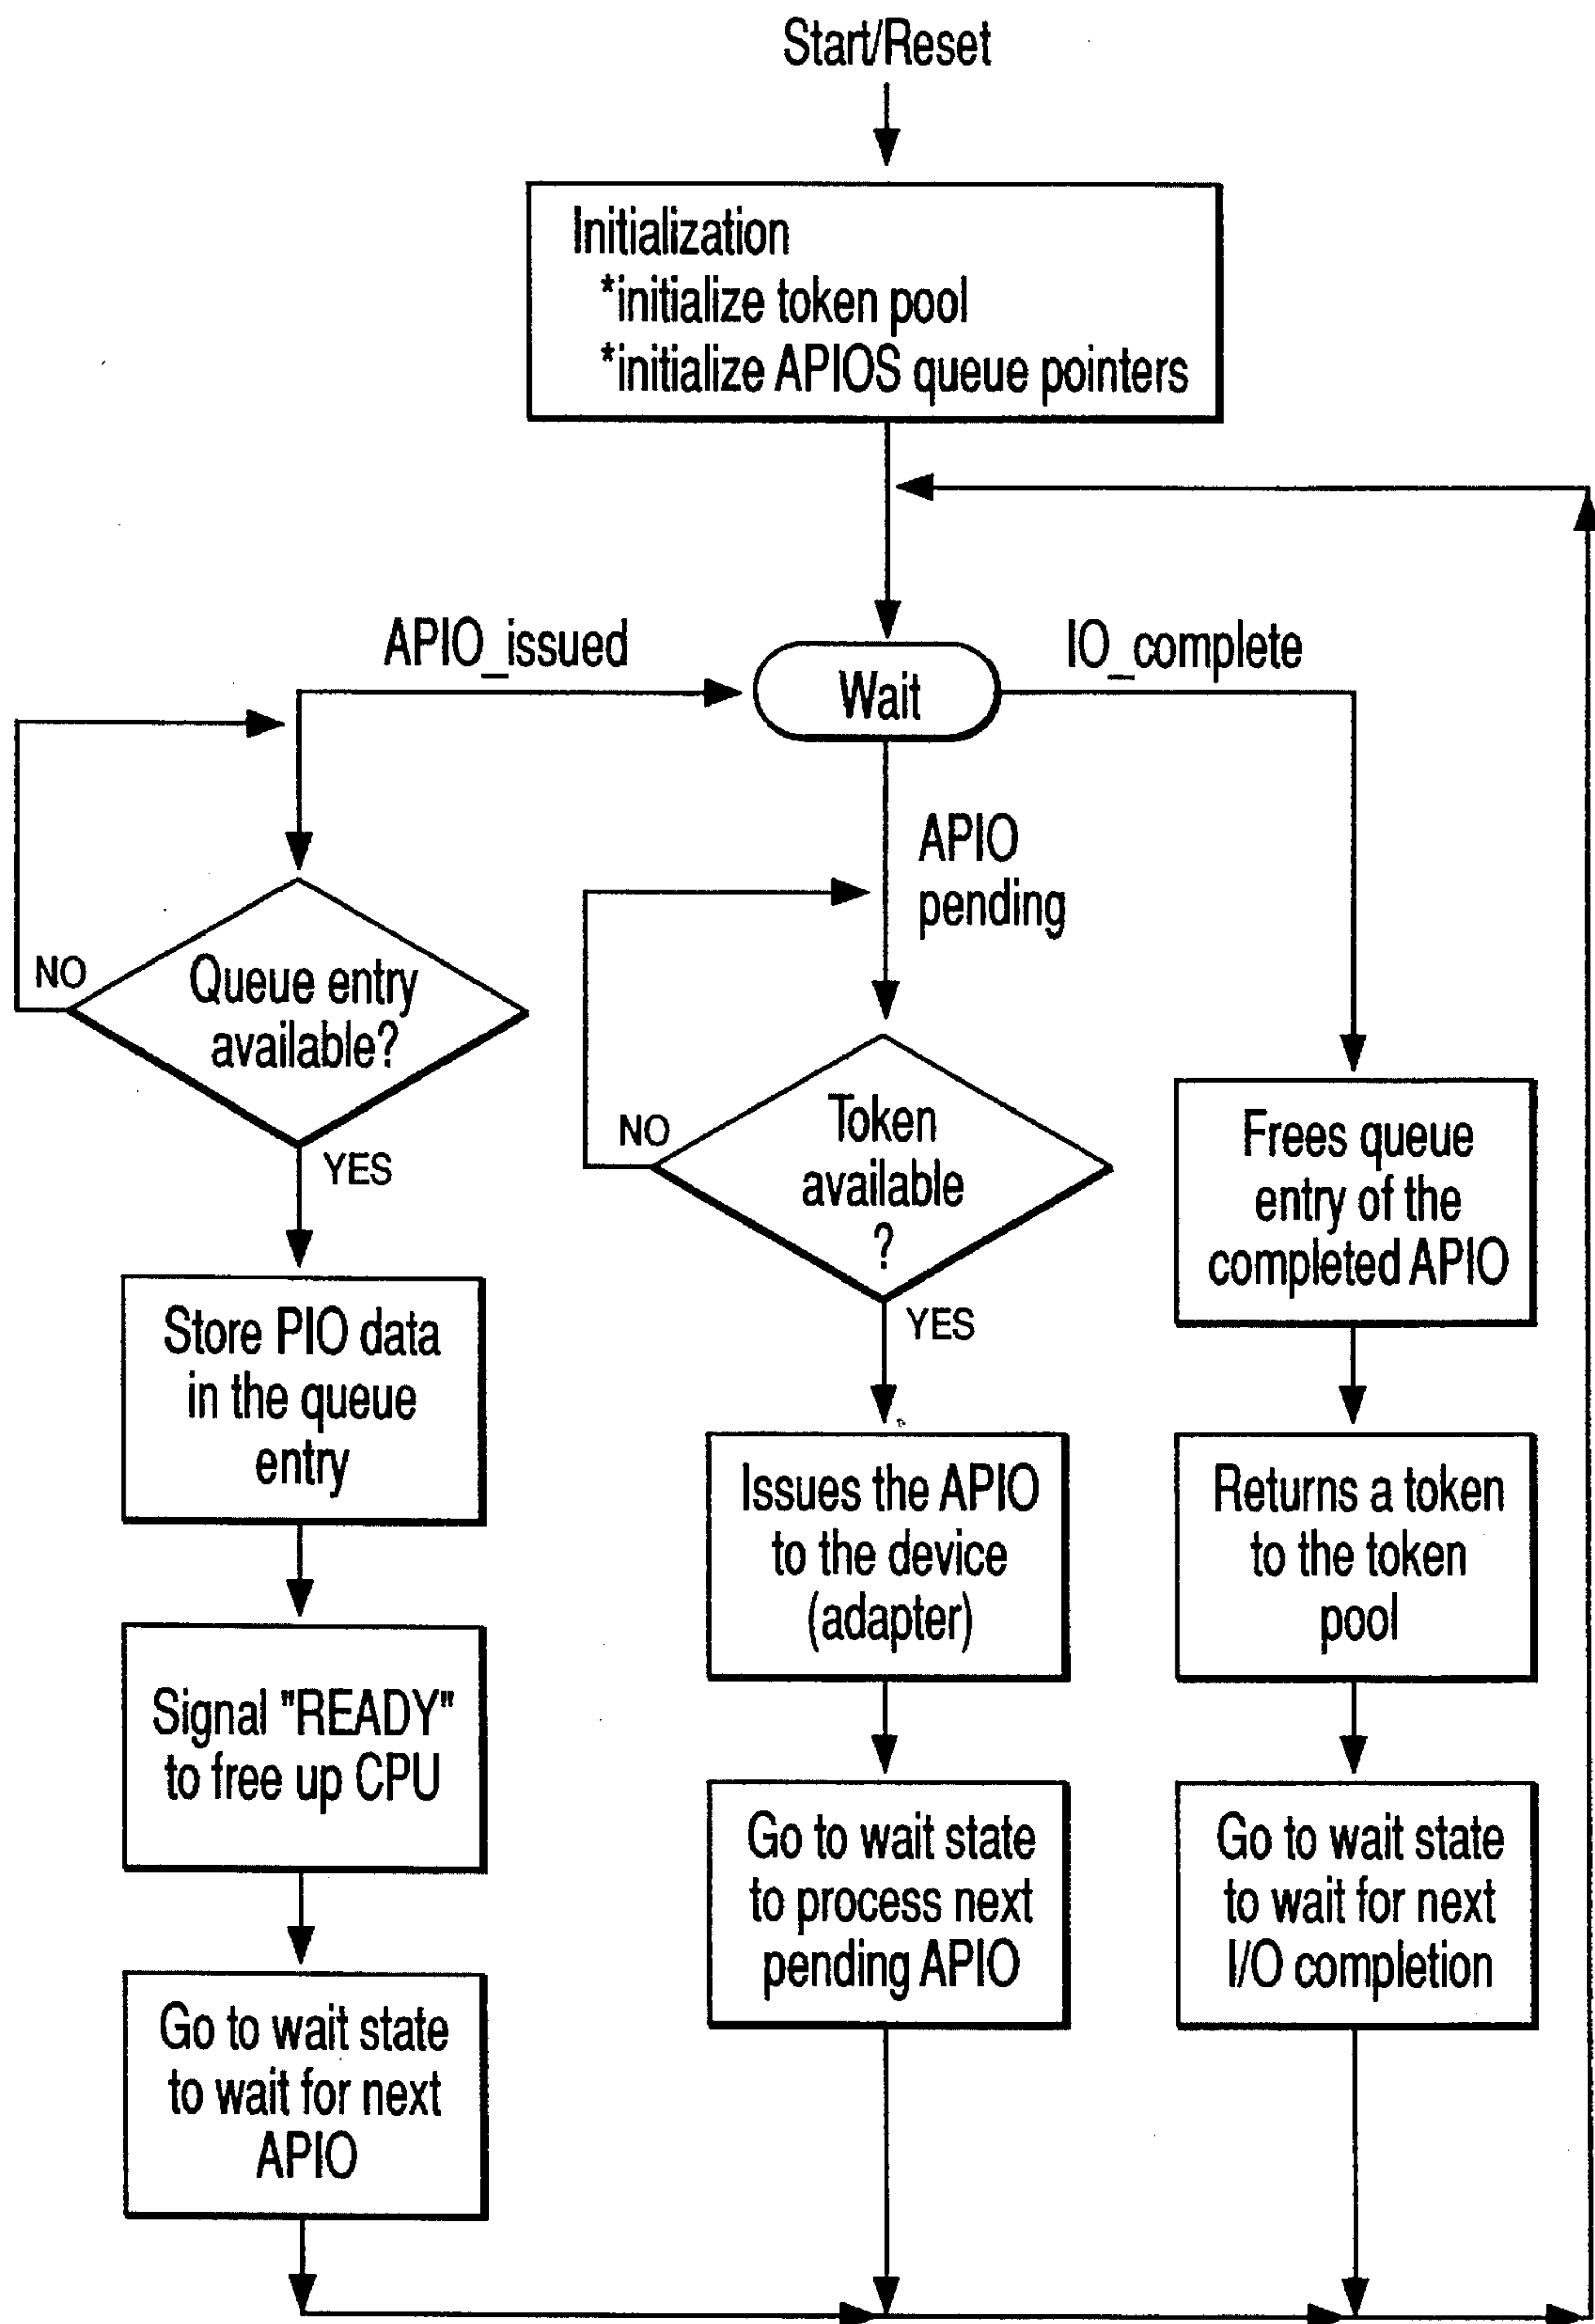 Start/Reset
Initialization
*initialize token pool
*initialize APIOS queue pointers
APIO_issued
Wait
IO_complete
APIO
pending
NO
Queue entry
available?
YES
Store PIO data
in the queue
entry
Signal "READY"
to free up CPU
Go to wait state
to wait for next
APIO
NO
Token
available
?
YES
Issues the APIO
to the device
(adapter)
Go to wait state
to process next
pending APIO
Frees queue
entry of the
completed APIO
Returns a token
to the token
pool
Go to wait state
to wait for next
I/O completion